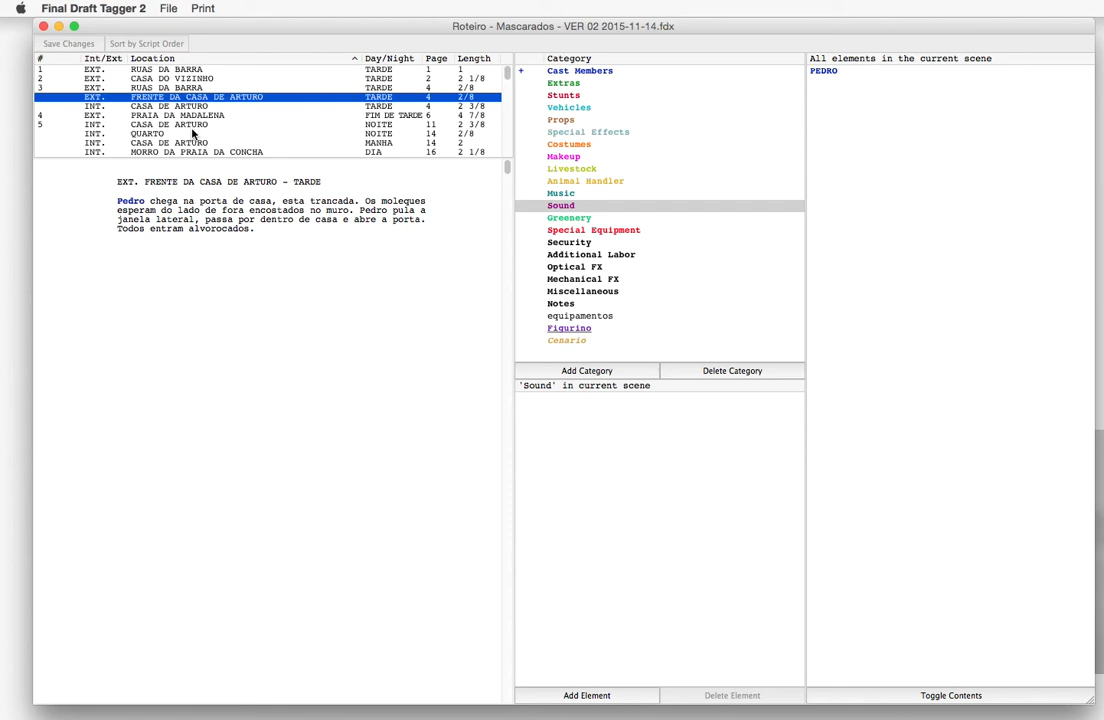 Final Draft Tagger 2 File Print
Roteiro - Mascarados - VER 02 2015-11-14.fdx
Save Changes Sort by Script Order
# Int/Ext Location Day/Night Page Length
1 EXT. RUAS DA BARRA TARDE 1 1
2 EXT. CASA DO VIZINHO TARDE 2 2 1/8
3 EXT. RUAS DA BARRA TARDE 4 2/8
EXT. FRENTE DA CASA DE ARTURO TARDE 4 2/8
INT. CASA DE ARTURO TARDE 4 2 3/8
4 EXT. PRAIA DA MADALENA FIM DE TARDE 6 4 7/8
5 INT. CASA DE ARTURO NOITE 11 2 3/8
INT. QUARTO NOITE 14 2/8
INT. CASA DE ARTURO MANHA 14 2
INT. MORRO DA PRAIA DA CONCHA DIA 16 2 1/8
EXT. FRENTE DA CASA DE ARTURO - TARDE
Pedro chega na porta de casa, esta trancada. Os moleques
esperam do lado de fora encostados no muro. Pedro pula a
janela lateral, passa por dentro de casa e abre a porta.
Todos entram alvorocados.
Category
+ Cast Members
Extras
Stunts
Vehicles
Props
Special Effects
Costumes
Makeup
Livestock
Animal Handler
Music
Sound
Greenery
Special Equipment
Security
Additional Labor
Optical FX
Mechanical FX
Miscellaneous
Notes
equipamentos
Figurino
Cenario
Add Category Delete Category
'Sound' in current scene
Add Element Delete Element
All elements in the current scene
PEDRO
Toggle Contents